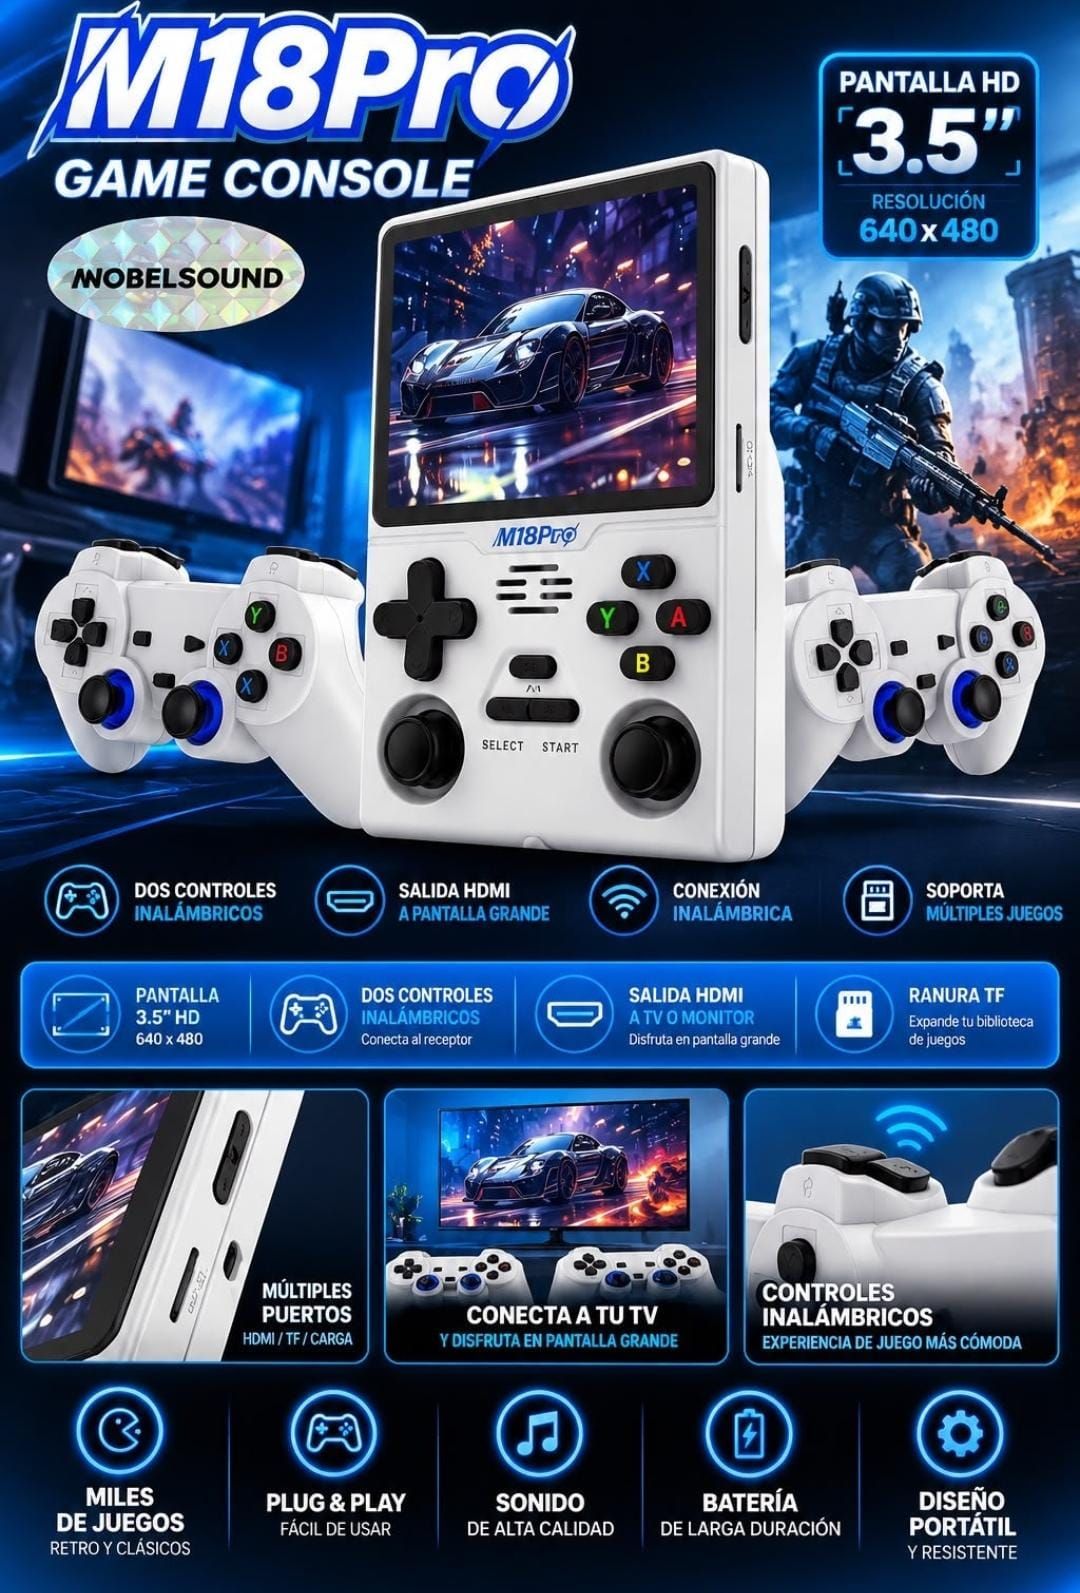 M18Pro
GAME CONSOLE
NOBELSOUND
PANTALLA HD
3.5”
RESOLUCIÓN
640 x 480
M18Pro
X
Y
A
B
SELECT START
Y
X
B
X
DOS CONTROLES
INALÁMBRICOS
SALIDA HDMI
A PANTALLA GRANDE
CONEXIÓN
INALÁMBRICA
SOPORTA
MÚLTIPLES JUEGOS
PANTALLA
3.5” HD
640 x 480
DOS CONTROLES
INALÁMBRICOS
Conecta al receptor
SALIDA HDMI
A TV O MONITOR
Disfruta en pantalla grande
RANURA TF
Expande tu biblioteca
de juegos
MÚLTIPLES
PUERTOS
HDMI / TF / CARGA
CONECTA A TU TV
Y DISFRUTA EN PANTALLA GRANDE
CONTROLES
INALÁMBRICOS
EXPERIENCIA DE JUEGO MÁS CÓMODA
MILES
DE JUEGOS
RETRO Y CLÁSICOS
PLUG & PLAY
FÁCIL DE USAR
SONIDO
DE ALTA CALIDAD
BATERÍA
DE LARGA DURACIÓN
DISEÑO
PORTÁTIL
Y RESISTENTE